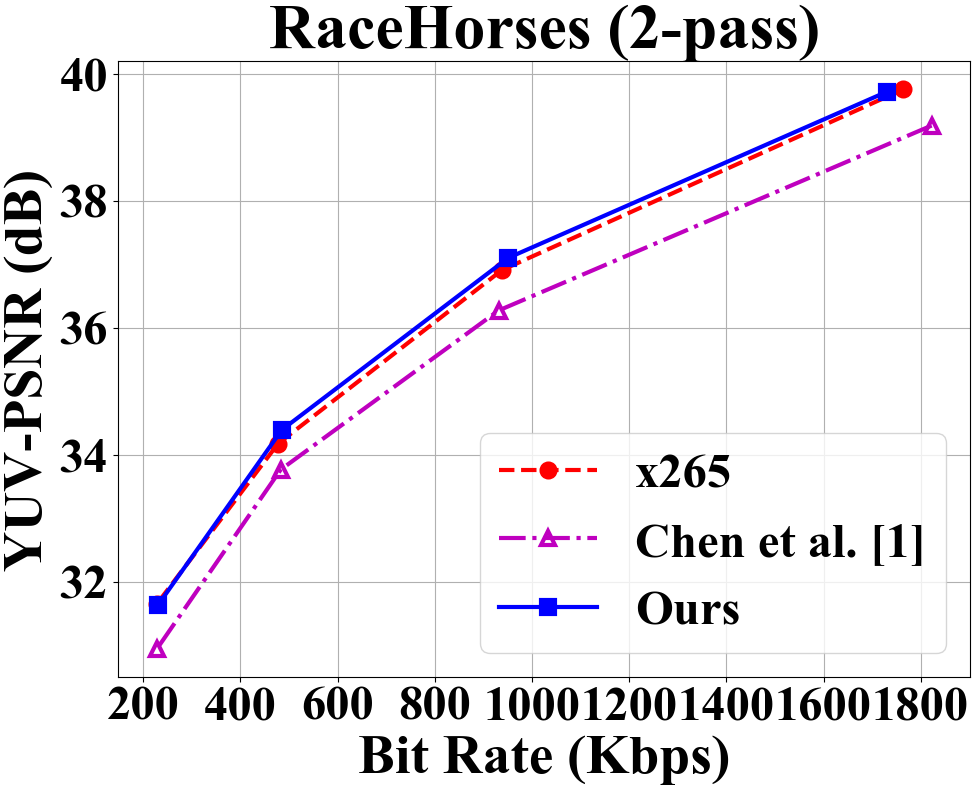 RaceHorses (2-pass)
YUV-PSNR (dB)
40
38
36
34
32
x265
Chen et al. [1]
Ours
200 400 600 800 1000 1200 1400 1600 1800
Bit Rate (Kbps)